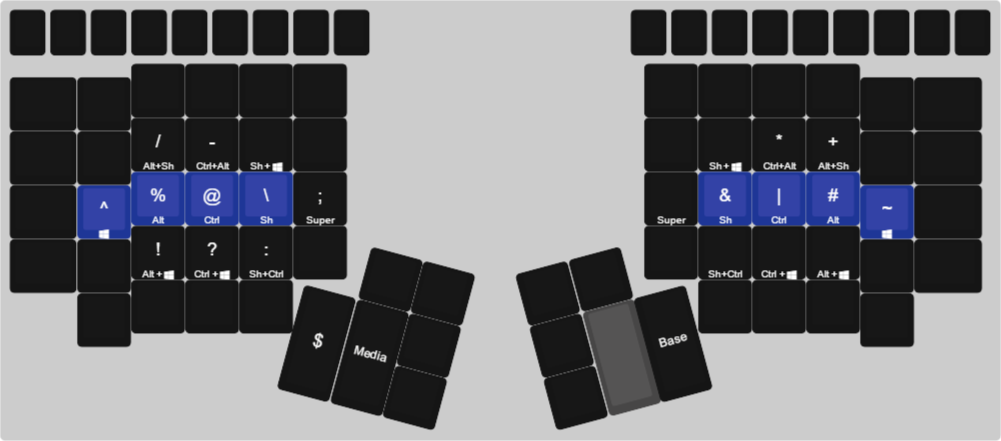 / - * +
Alt+Sh Ctrl+Alt Sh+ Sh+ Ctrl+Alt Alt+Sh
^ % @ \ ; & | # ~
Alt Ctrl Sh Super Super Sh Ctrl Alt
! ? :
Alt + Ctrl + Sh+Ctrl Sh+Ctrl Ctrl + Alt +
$ Media Base